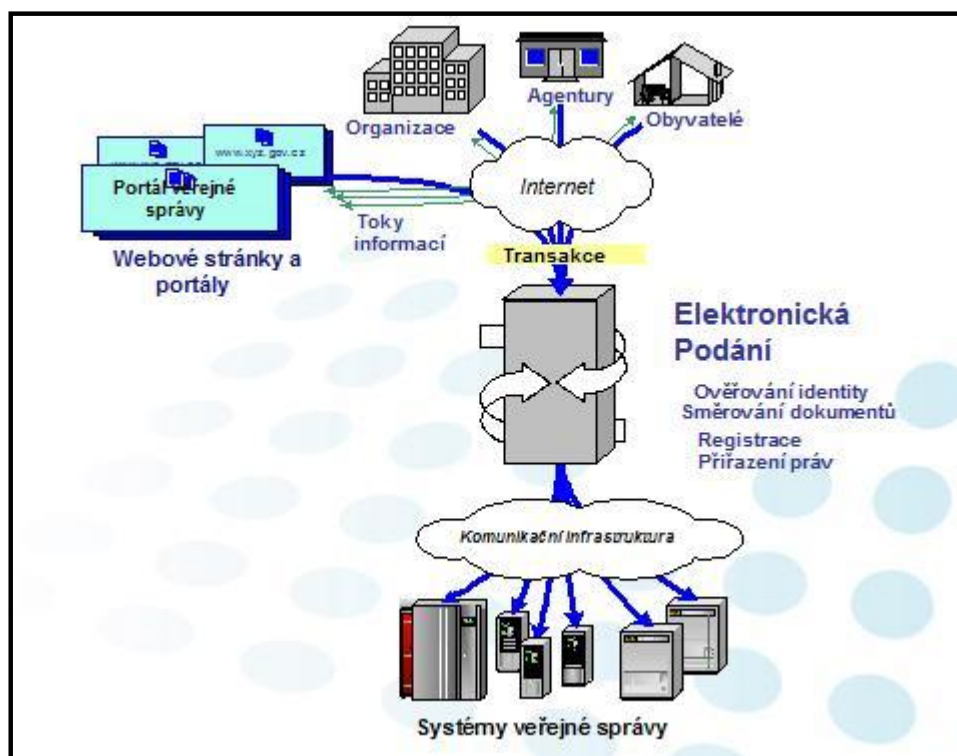 Organizace
Agentury
Obyvatelé
www.xyz.gov.cz
Portál veřejné
správy
Internet
Toky
informací
Webové stránky a
portály
Transakce
Elektronická
Podání
Ověřování identity
Směrování dokumentů
Registrace
Přiřazení práv
Komunikační infrastruktura
Systémy veřejné správy